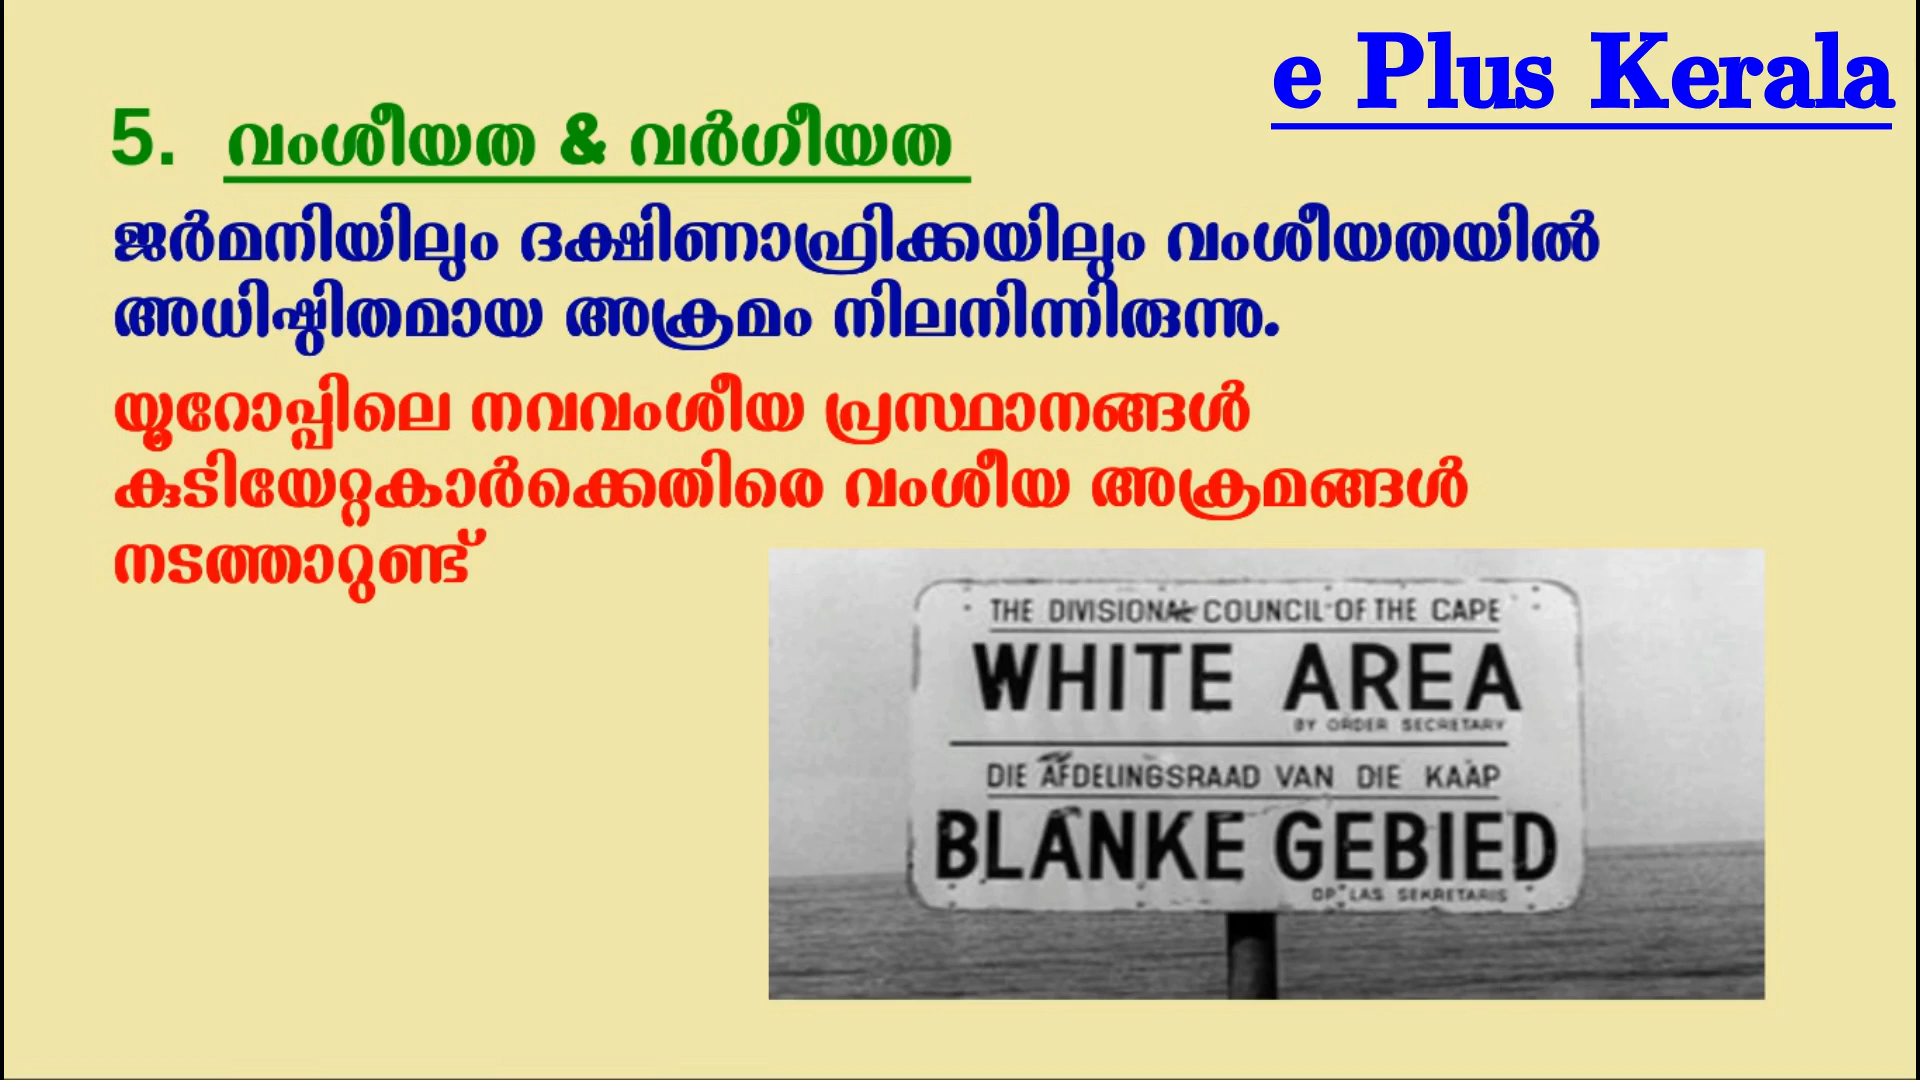 e Plus Kerala
5. വംശീയത & വർഗീയത
ജർമനിയിലും ദക്ഷിണാഫ്രിക്കയിലും വംശീയതയിൽ
അധിഷ്ഠിതമായ അക്രമം നിലനിന്നിരുന്നു.
യൂറോപ്പിലെ നവവംശീയ പ്രസ്ഥാനങ്ങൾ
കുടിയേറ്റകാർക്കെതിരെ വംശീയ അക്രമങ്ങൾ
നടത്താറുണ്ട്
THE DIVISIONAL COUNCIL OF THE CAPE
WHITE AREA
BY ORDER SECRETARY
DIE AFDELINGSRAAD VAN DIE KAAP
BLANKE GEBIED
OP LAS SEKRETARIS